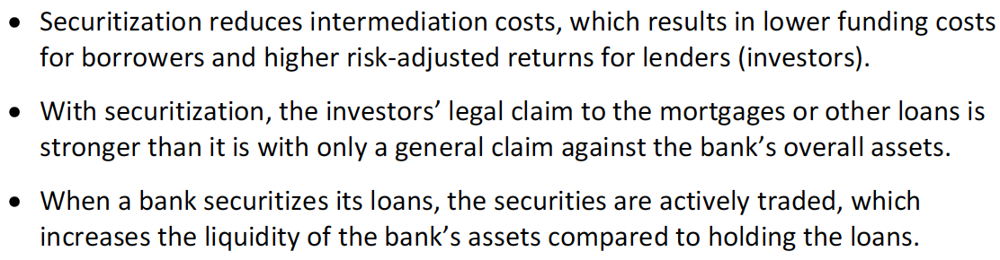 • Securitization reduces intermediation costs, which results in lower funding costs
for borrowers and higher risk-adjusted returns for lenders (investors).
• With securitization, the investors’ legal claim to the mortgages or other loans is
stronger than it is with only a general claim against the bank’s overall assets.
• When a bank securitizes its loans, the securities are actively traded, which
increases the liquidity of the bank’s assets compared to holding the loans.